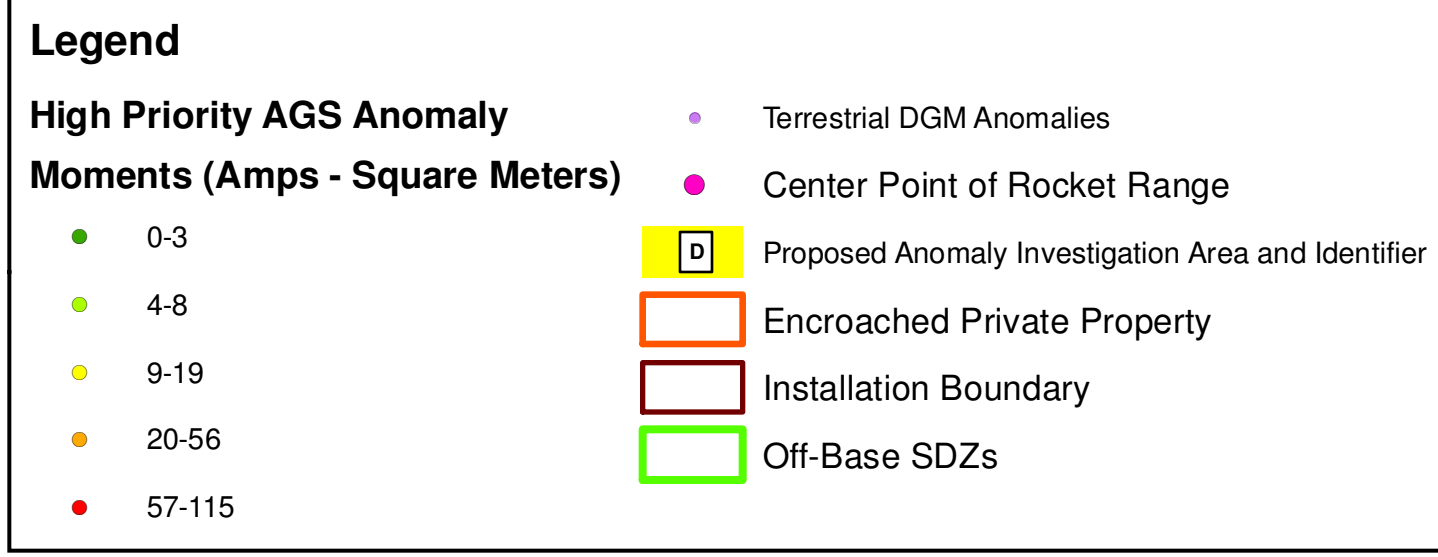 Legend
High Priority AGS Anomaly
Moments (Amps - Square Meters)
0-3
4-8
9-19
20-56
57-115
Terrestrial DGM Anomalies
Center Point of Rocket Range
D Proposed Anomaly Investigation Area and Identifier
Encroached Private Property
Installation Boundary
Off-Base SDZs